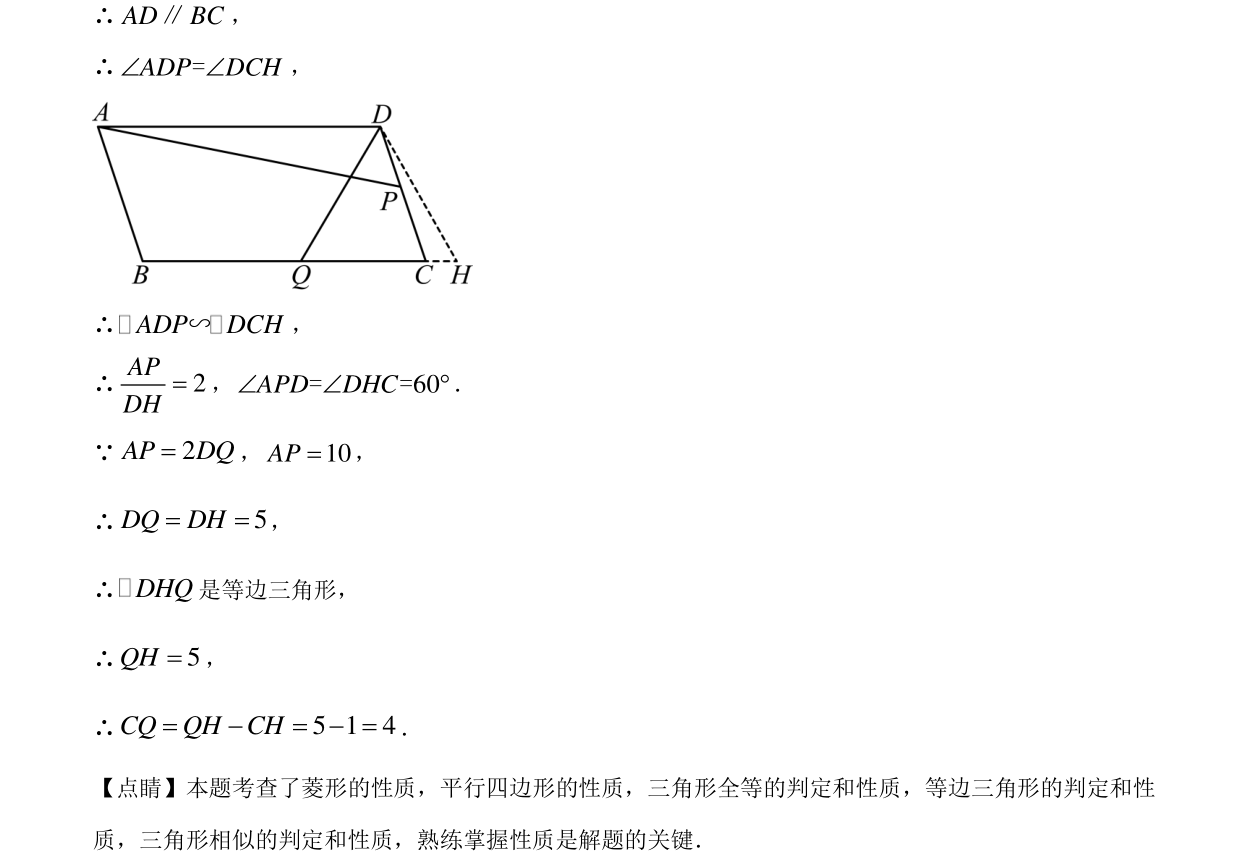 ∴ AD∥BC，
∴ ∠ADP=∠DCH，
A D
P
B Q C H
∴□ADP∽□DCH，
∴ AP/DH = 2，∠APD=∠DHC=60°．
∵ AP = 2DQ，AP = 10，
∴ DQ = DH = 5，
∴□DHQ是等边三角形，
∴ QH = 5，
∴ CQ = QH − CH = 5−1 = 4．
【点睛】本题考查了菱形的性质，平行四边形的性质，三角形全等的判定和性质，等边三角形的判定和性
质，三角形相似的判定和性质，熟练掌握性质是解题的关键．